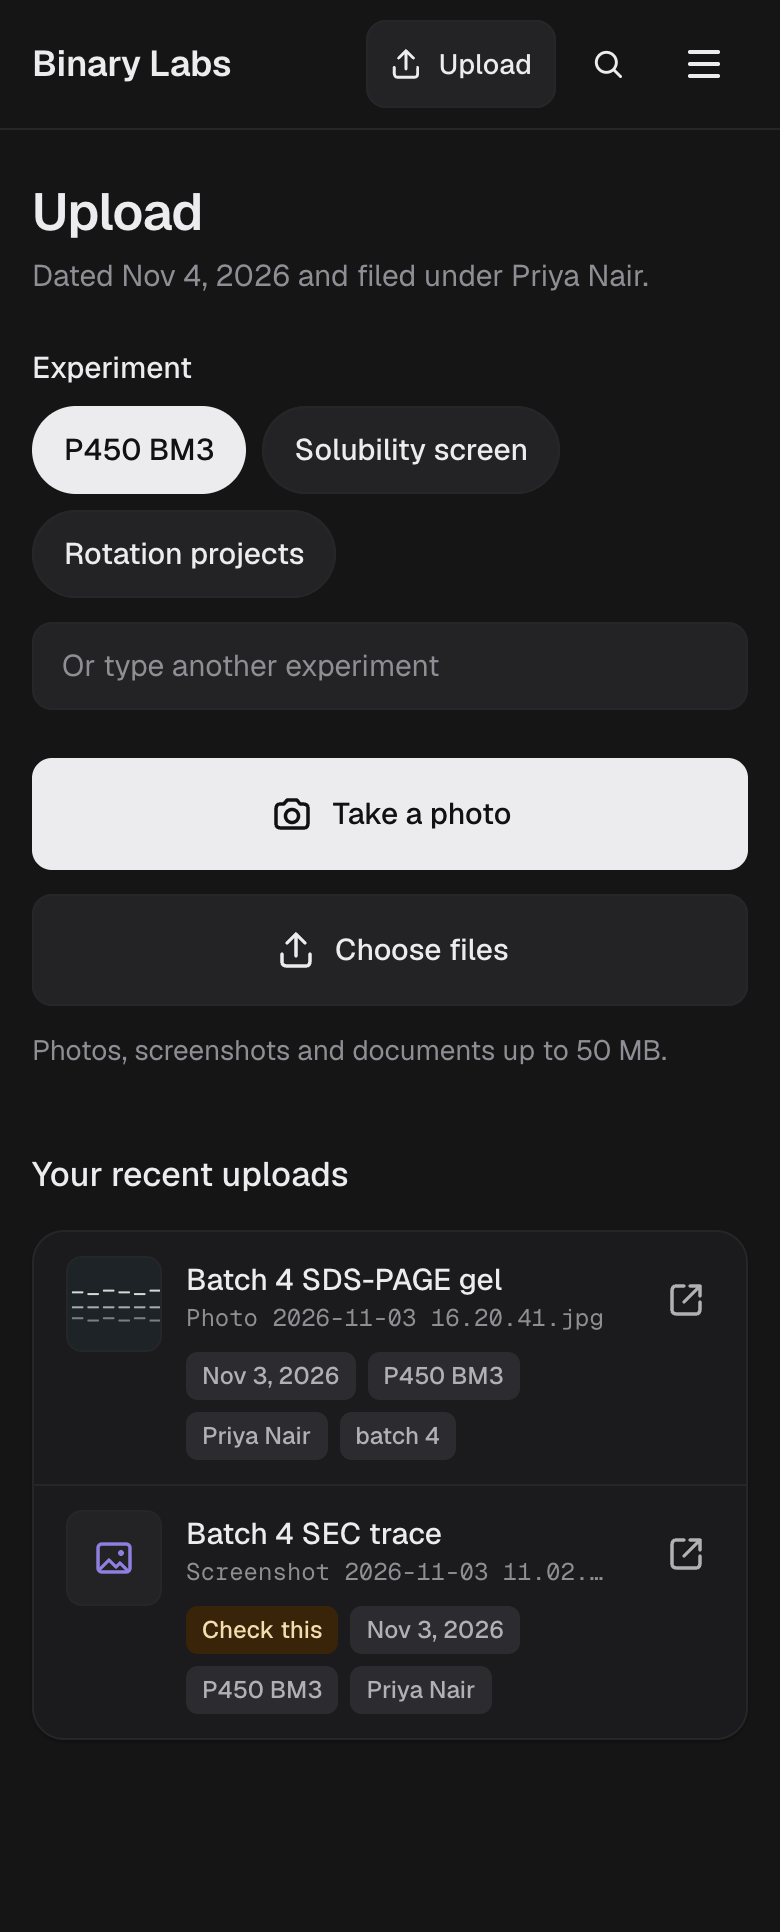 Binary Labs
Upload
Upload
Dated Nov 4, 2026 and filed under Priya Nair.
Experiment
P450 BM3
Solubility screen
Rotation projects
Or type another experiment
Take a photo
Choose files
Photos, screenshots and documents up to 50 MB.
Your recent uploads
Batch 4 SDS-PAGE gel
Photo 2026-11-03 16.20.41.jpg
Nov 3, 2026
P450 BM3
Priya Nair
batch 4
Batch 4 SEC trace
Screenshot 2026-11-03 11.02.…
Check this
Nov 3, 2026
P450 BM3
Priya Nair